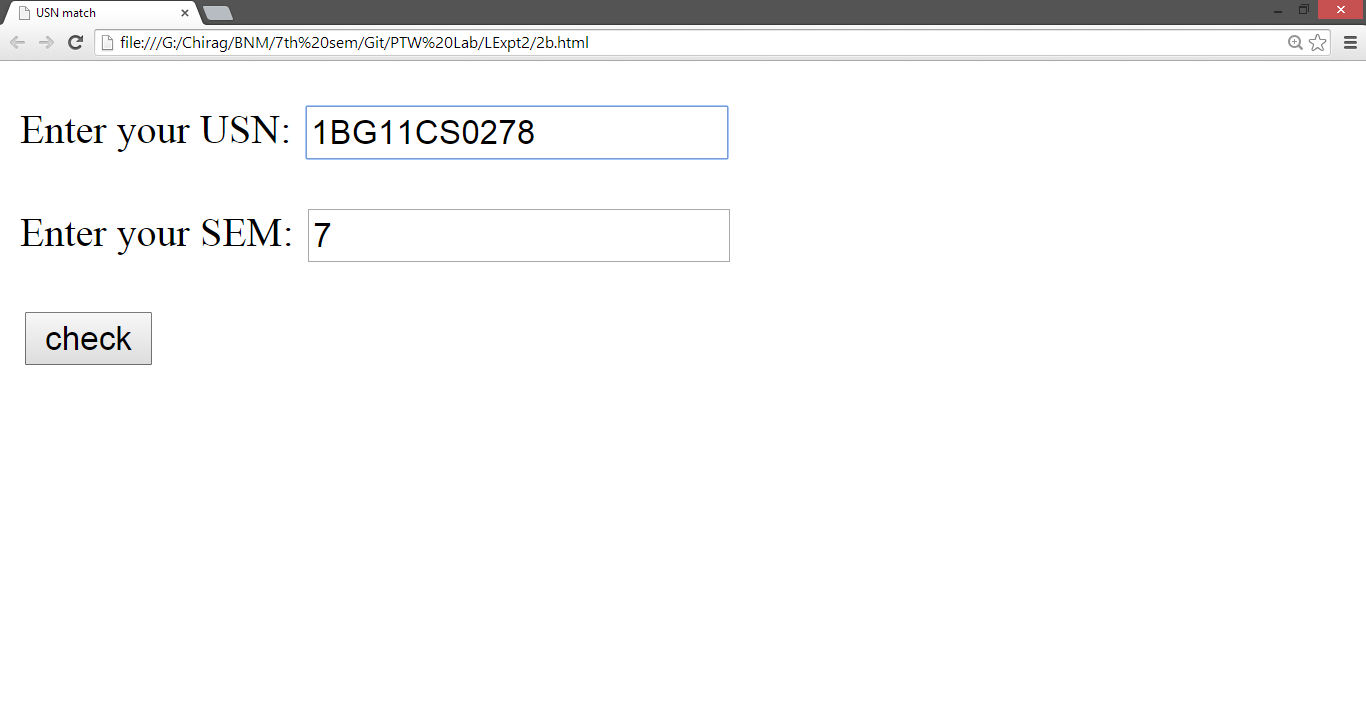 USN match
file:///G:/Chirag/BNM/7th%20sem/Git/PTW%20Lab/LExpt2/2b.html
Enter your USN: 1BG11CS0278
Enter your SEM: 7
check